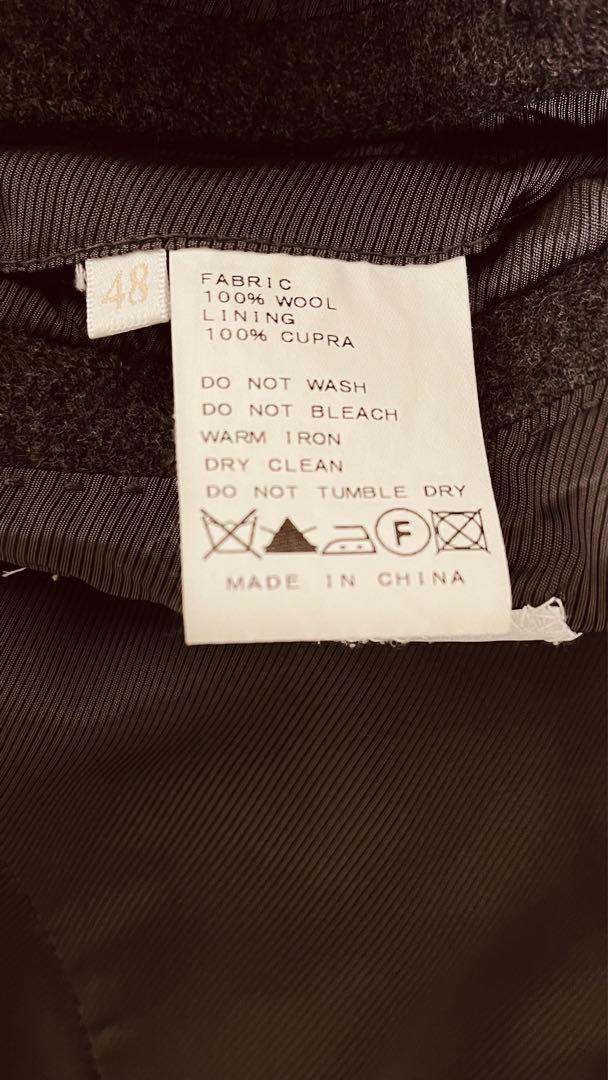 48
FABRIC
100% WOOL
LINING
100% CUPRA
DO NOT WASH
DO NOT BLEACH
WARM IRON
DRY CLEAN
DO NOT TUMBLE DRY
F
MADE IN CHINA